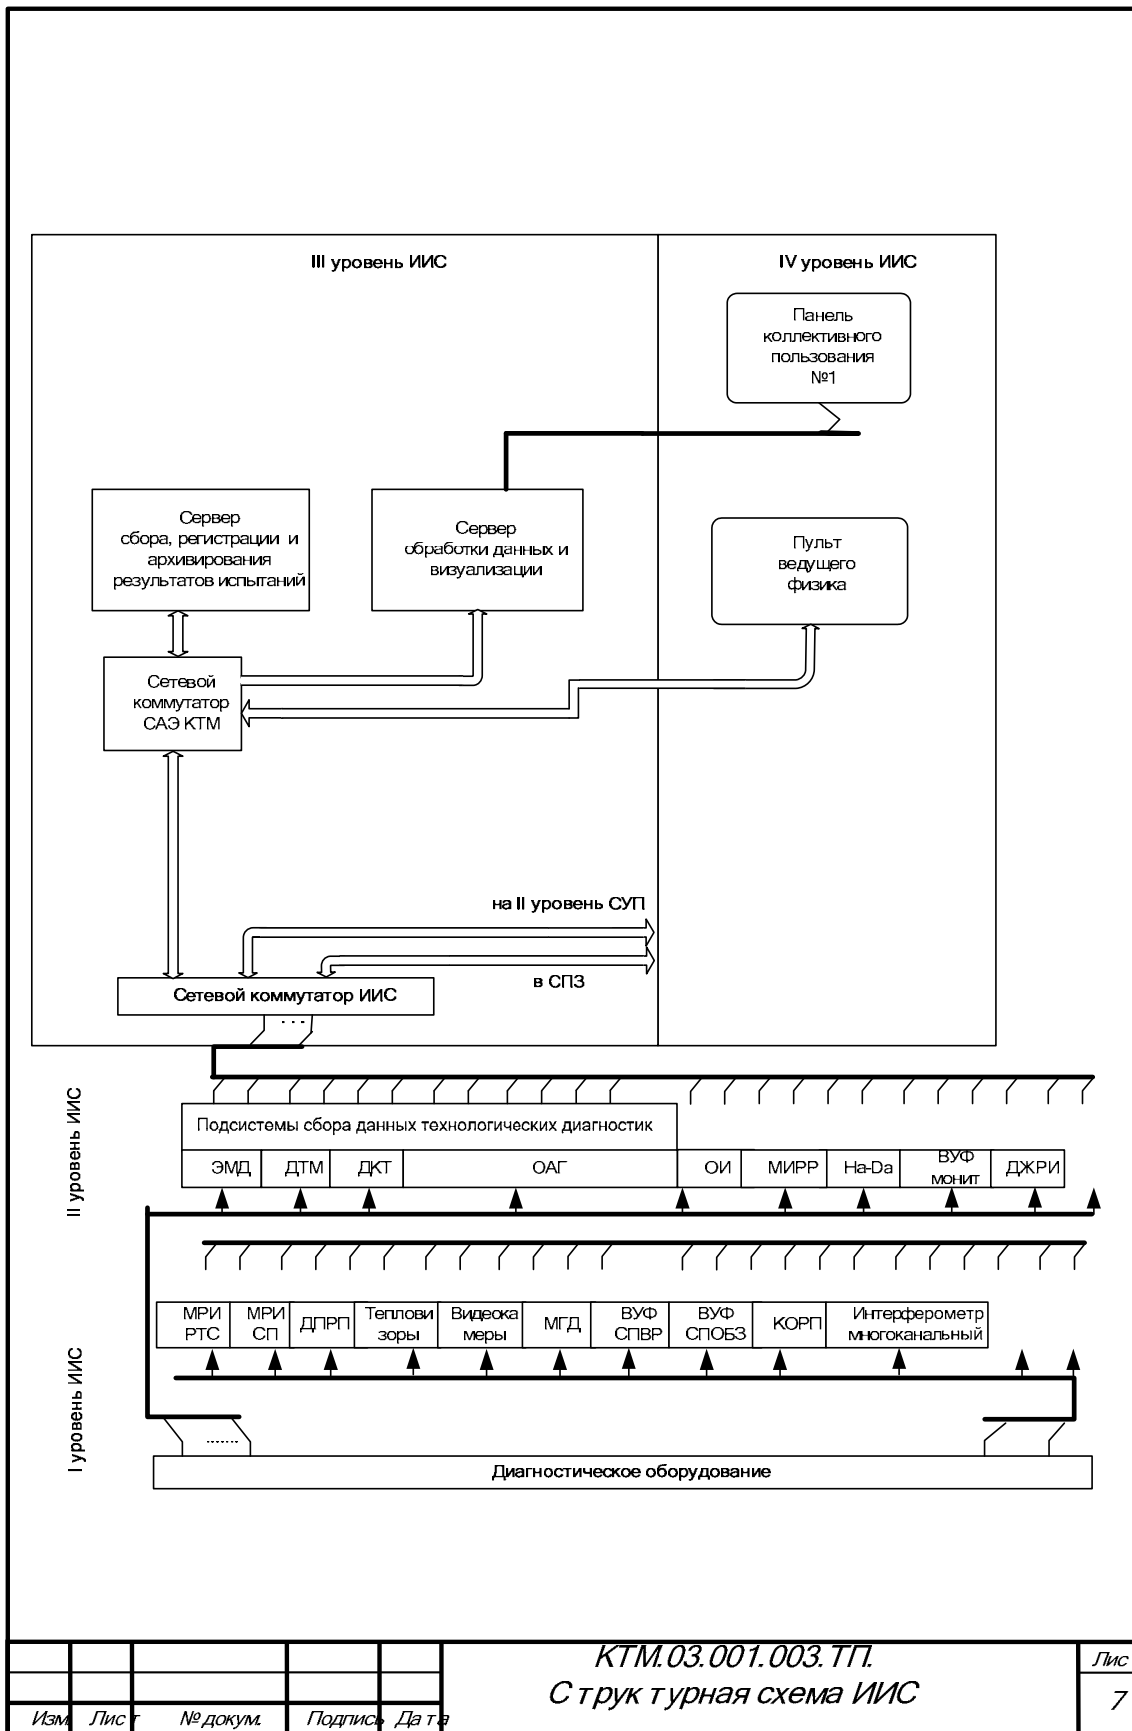 III уровень ИИС
IV уровень ИИС
Панель
коллективного
пользования
№1
Сервер
сбора, регистрации и
архивирования
результатов испытаний
Сервер
обработки данных и
визуализации
Пульт
ведущего
физика
Сетевой
коммутатор
САЭ КТМ
на II уровень СУП
в СПЗ
Сетевой коммутатор ИИС
...
II уровень ИИС
Подсистемы сбора данных технологических диагностик
ЭМД
ДТМ
ДКТ
ОАГ
ОИ
МИРР
На-Da
ВУФ
монит
ДЖРИ
I уровень ИИС
МРИ
РТС
МРИ
СП
ДПРП
Теплови
зоры
Видеока
меры
МГД
ВУФ
СПВР
ВУФ
СПОБЗ
КОРП
Интерферометр
многоканальный
.......
Диагностическое оборудование
КТМ.03.001.003.ТП.
Структурная схема ИИС
Лис
7
Изм
Лист
№ докум.
Подпись
Дата